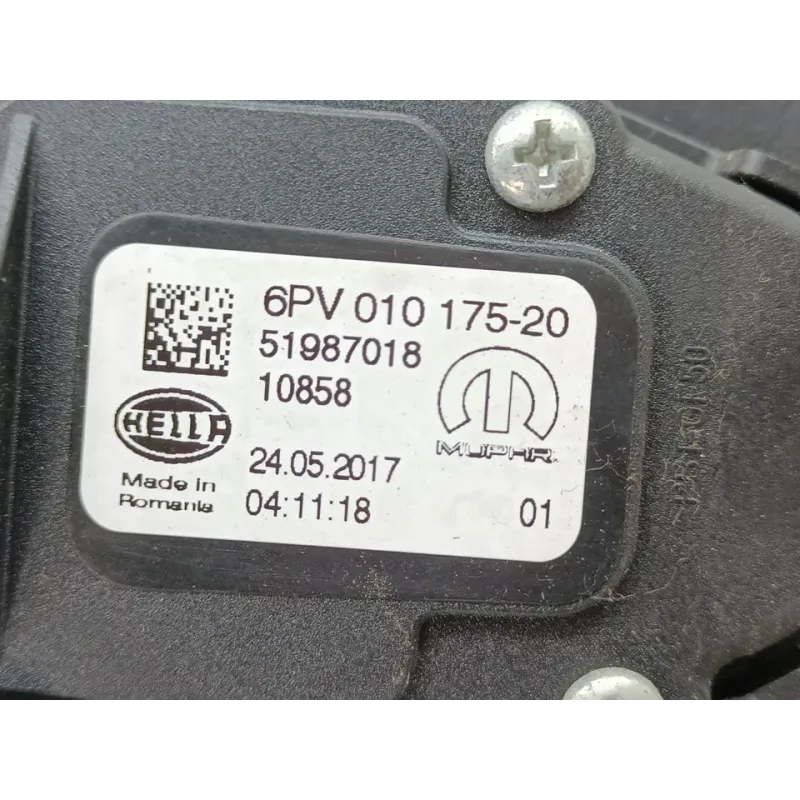 6PV 010 175-20
51987018
10858
HELLA
MOPAR
24.05.2017
Made in
Romania
04:11:18
01